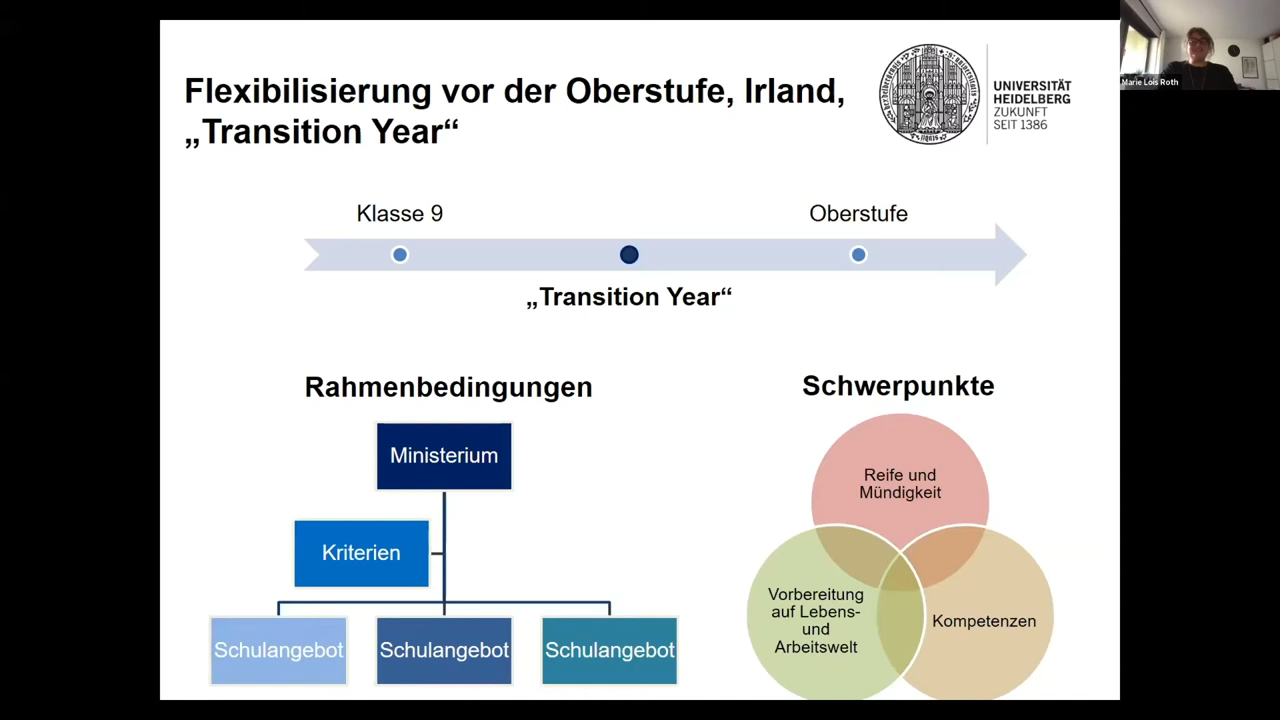 Flexibilisierung vor der Oberstufe, Irland,
„Transition Year“
UNIVERSITÄT
HEIDELBERG
ZUKUNFT
SEIT 1386
Marie Lois Roth
Klasse 9
Oberstufe
„Transition Year“
Rahmenbedingungen
Ministerium
Kriterien
Schulangebot
Schulangebot
Schulangebot
Schwerpunkte
Reife und
Mündigkeit
Vorbereitung
auf Lebens-
und
Arbeitswelt
Kompetenzen